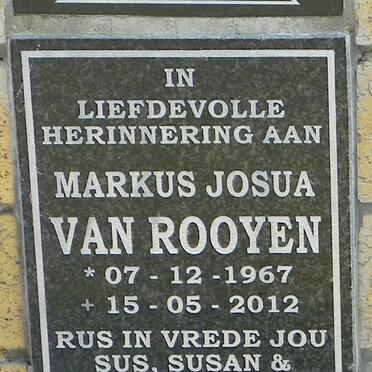 IN
LIEFDEVOLLE
HERINNERING AAN
MARKUS JOSUA
VAN ROOYEN
* 07 - 12 -1967
+ 15 - 05 - 2012
RUS IN VREDE JOU
SUS, SUSAN &